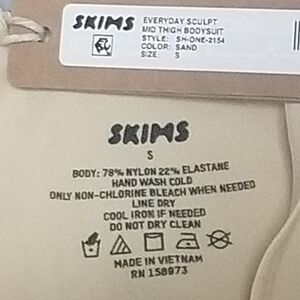 SKIMS
EVERYDAY SCULPT
MID THIGH BODYSUIT
STYLE: SH-ONE-2154
COLOR: SAND
SIZE: S
SKIMS
S
BODY: 78% NYLON 22% ELASTANE
HAND WASH COLD
ONLY NON-CHLORINE BLEACH WHEN NEEDED
LINE DRY
COOL IRON IF NEEDED
DO NOT DRY CLEAN
MADE IN VIETNAM
RN 158973